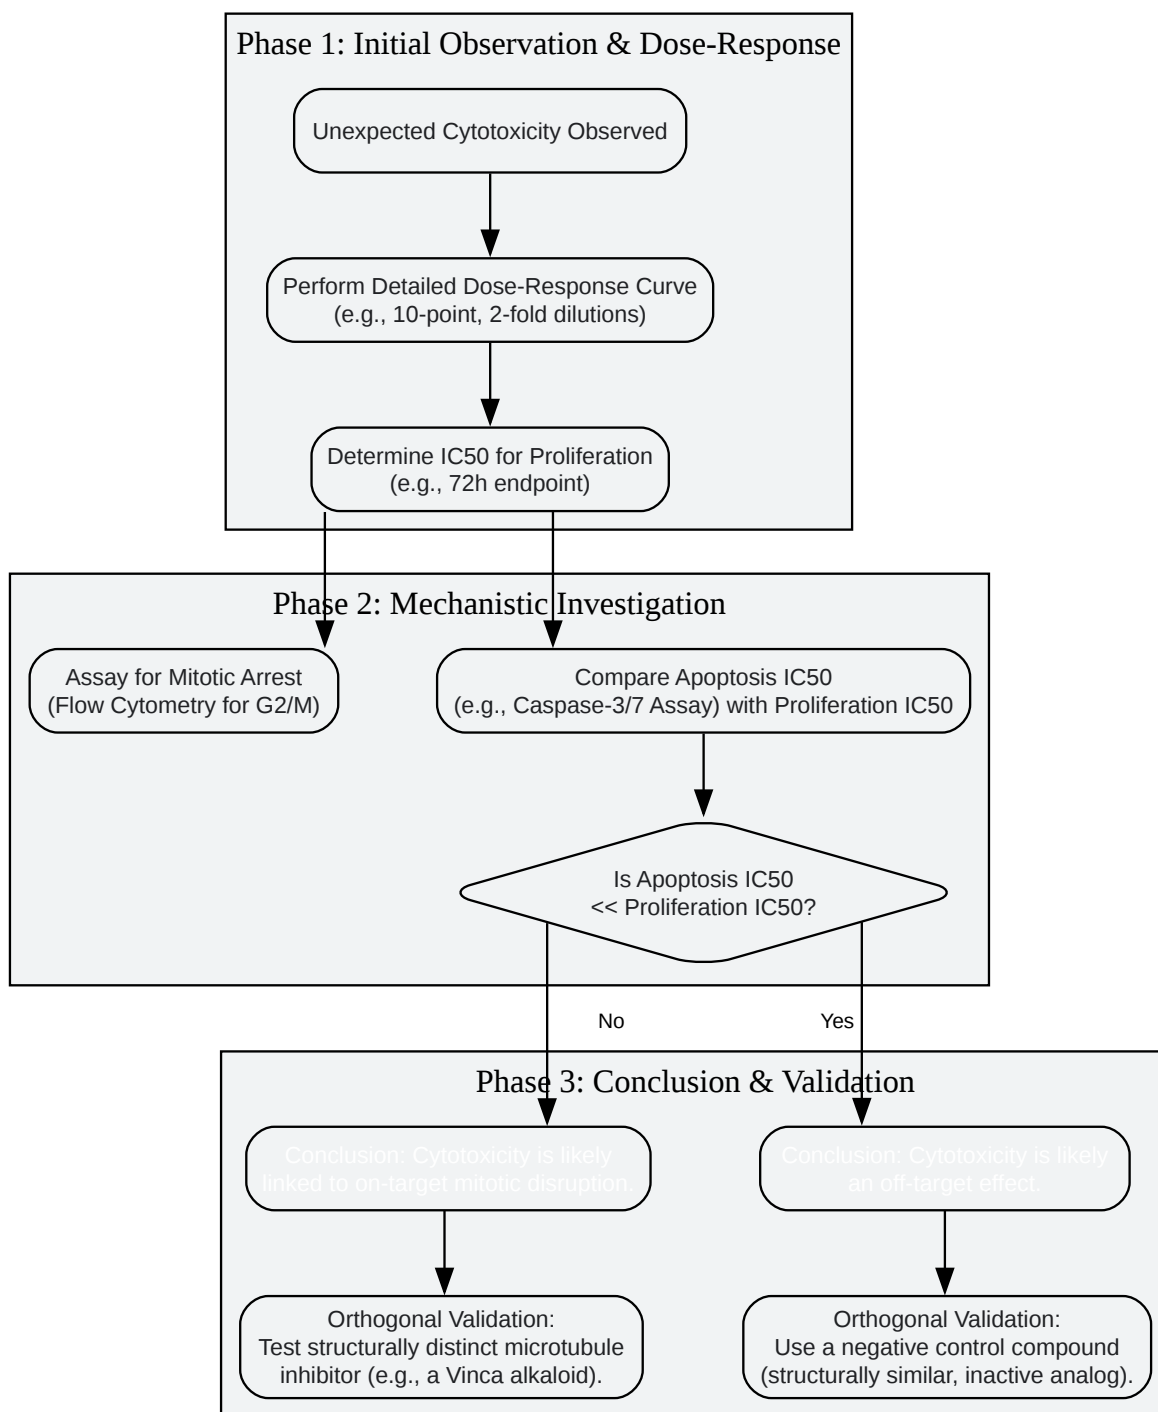 Phase 1: Initial Observation & Dose-Response
Unexpected Cytotoxicity Observed
Perform Detailed Dose-Response Curve
(e.g., 10-point, 2-fold dilutions)
Determine IC50 for Proliferation
(e.g., 72h endpoint)
Phase 2: Mechanistic Investigation
Assay for Mitotic Arrest
(Flow Cytometry for G2/M)
Compare Apoptosis IC50
(e.g., Caspase-3/7 Assay) with Proliferation IC50
Is Apoptosis IC50
<< Proliferation IC50?
No
Yes
Phase 3: Conclusion & Validation
Conclusion: Cytotoxicity is likely
linked to on-target mitotic disruption.
Conclusion: Cytotoxicity is likely
an off-target effect.
Orthogonal Validation:
Test structurally distinct microtubule
inhibitor (e.g., a Vinca alkaloid).
Orthogonal Validation:
Use a negative control compound
(structurally similar, inactive analog).